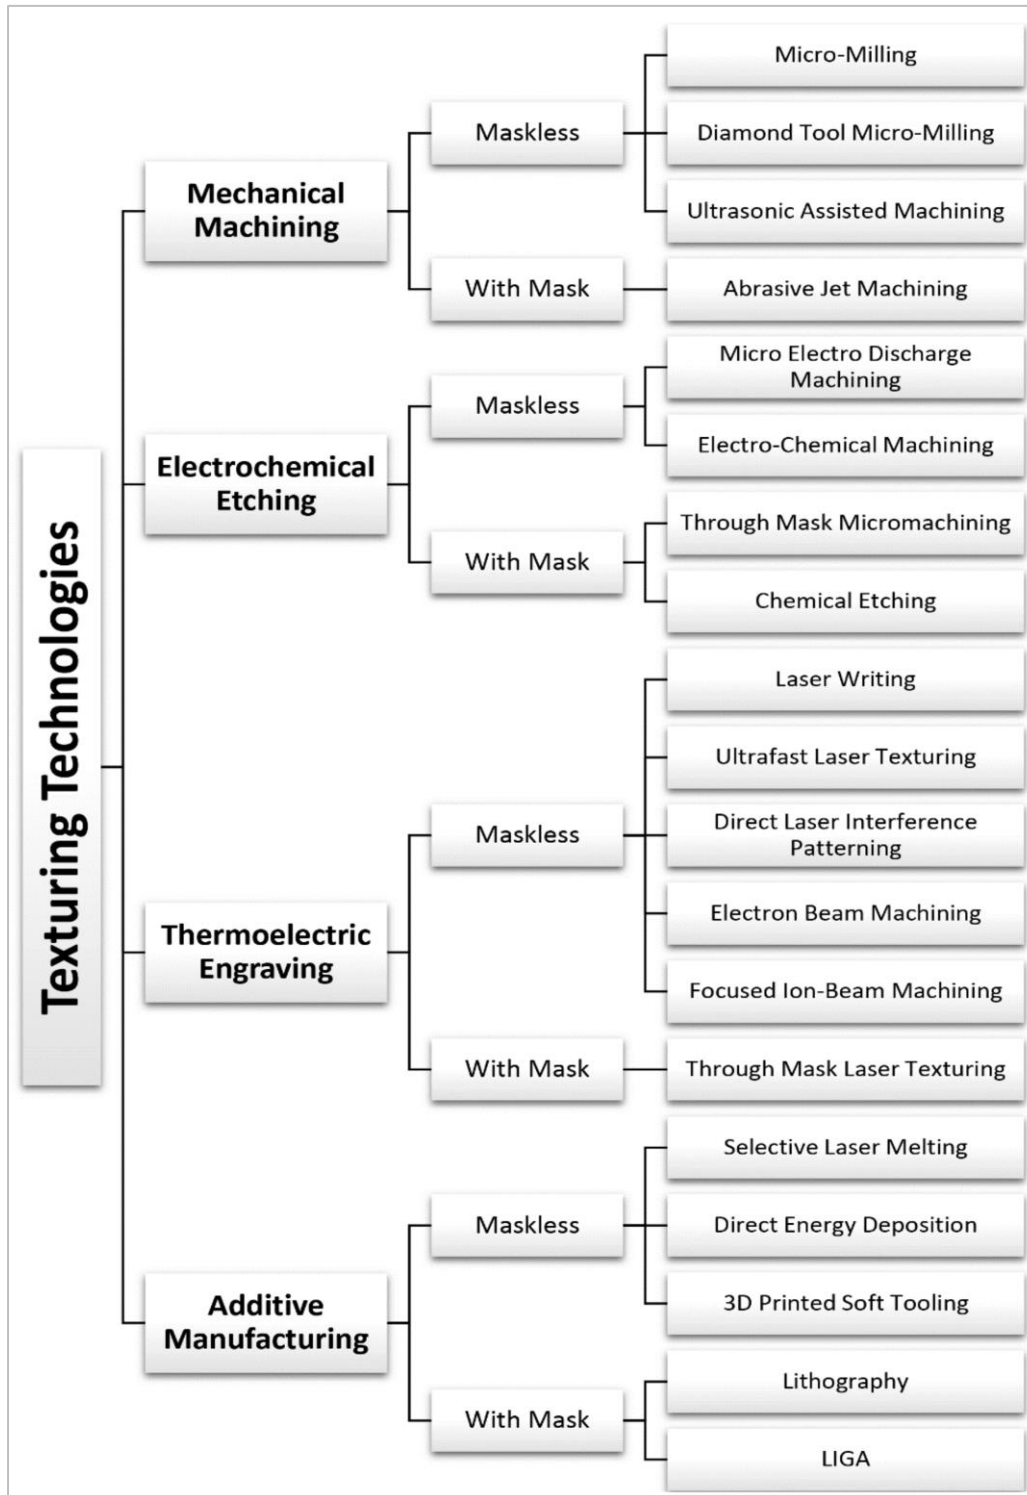 Texturing Technologies
Mechanical
Machining
Maskless
Micro-Milling
Diamond Tool Micro-Milling
Ultrasonic Assisted Machining
With Mask
Abrasive Jet Machining
Electrochemical
Etching
Maskless
Micro Electro Discharge
Machining
Electro-Chemical Machining
With Mask
Through Mask Micromachining
Chemical Etching
Thermoelectric
Engraving
Maskless
Laser Writing
Ultrafast Laser Texturing
Direct Laser Interference
Patterning
Electron Beam Machining
Focused Ion-Beam Machining
With Mask
Through Mask Laser Texturing
Additive
Manufacturing
Maskless
Selective Laser Melting
Direct Energy Deposition
3D Printed Soft Tooling
With Mask
Lithography
LIGA